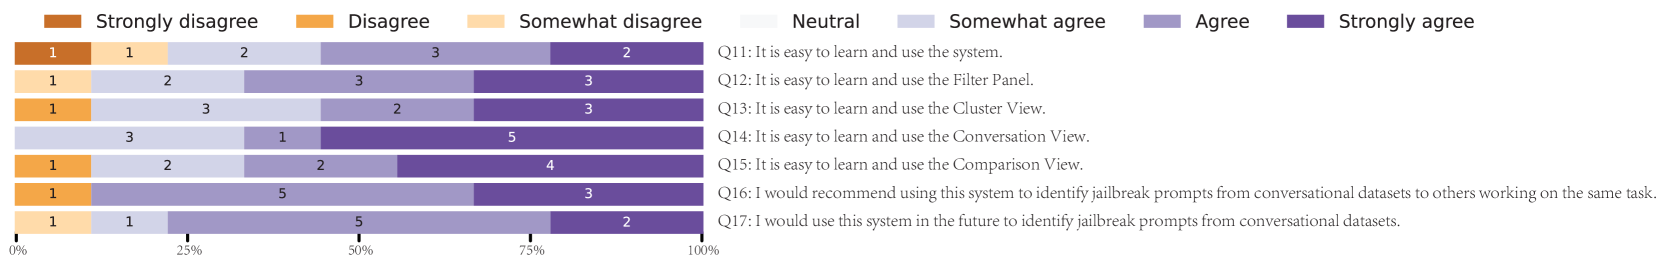 Strongly disagree Disagree Somewhat disagree Neutral Somewhat agree Agree Strongly agree
1 1 2 3 2 Q11: It is easy to learn and use the system.
1 2 3 3 Q12: It is easy to learn and use the Filter Panel.
1 3 2 3 Q13: It is easy to learn and use the Cluster View.
3 1 5 Q14: It is easy to learn and use the Conversation View.
1 2 2 4 Q15: It is easy to learn and use the Comparison View.
1 5 3 Q16: I would recommend using this system to identify jailbreak prompts from conversational datasets to others working on the same task.
1 1 5 2 Q17: I would use this system in the future to identify jailbreak prompts from conversational datasets.
0% 25% 50% 75% 100%